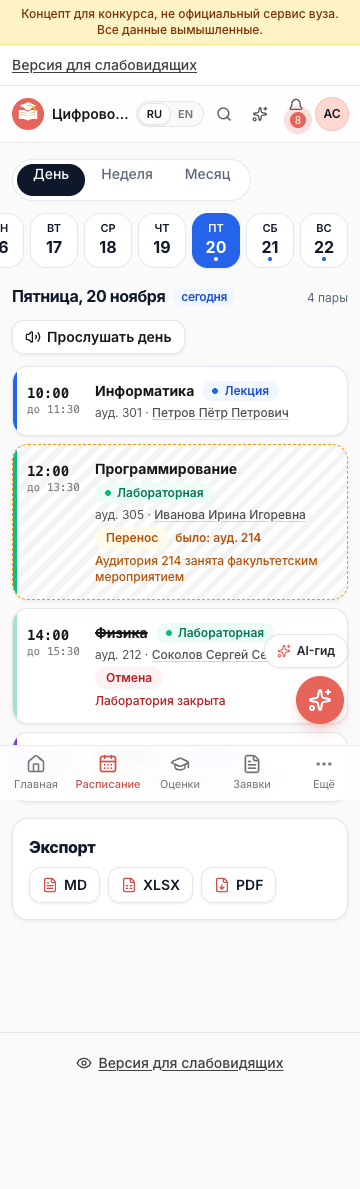 Концепт для конкурса, не официальный сервис вуза.
Все данные вымышленные.
Версия для слабовидящих
Цифрово...
RU EN
8
АС
День Неделя Месяц
Н ВТ СР ЧТ ПТ СБ ВС
6 17 18 19 20 21 22
Пятница, 20 ноября сегодня 4 пары
Прослушать день
10:00 Информатика Лекция
до 11:30 ауд. 301 · Петров Пётр Петрович
12:00 Программирование
до 13:30 Лабораторная
ауд. 305 · Иванова Ирина Игоревна
Перенос было: ауд. 214
Аудитория 214 занята факультетским
мероприятием
14:00 Физика Лабораторная
до 15:30 ауд. 212 · Соколов Сергей Се
AI-гид
Отмена
Лаборатория закрыта
Главная Расписание Оценки Заявки Ещё
Экспорт
MD XLSX PDF
Версия для слабовидящих